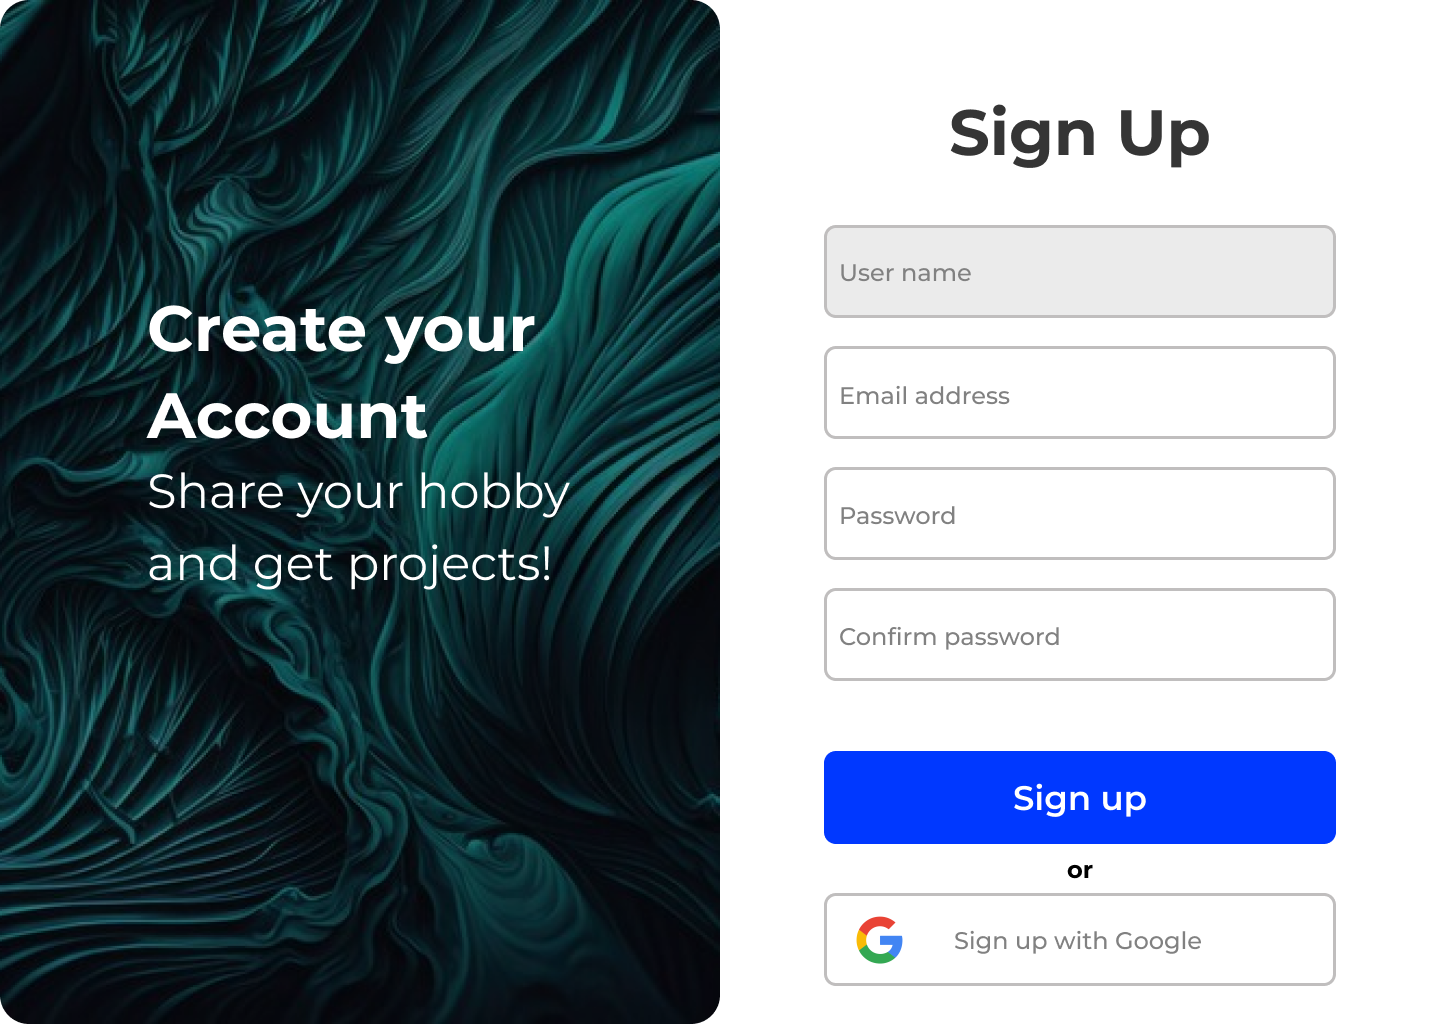 Create your
Account
Share your hobby
and get projects!
Sign Up
User name
Email address
Password
Confirm password
Sign up
or
Sign up with Google